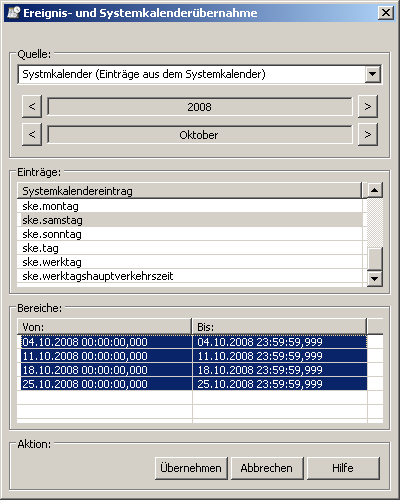 Ereignis- und Systemkalenderübernahme
Quelle:
Systmkalender (Einträge aus dem Systemkalender)
< 2008 >
< Oktober >
Einträge:
Systemkalendereintrag
ske.montag
ske.samstag
ske.sonntag
ske.tag
ske.werktag
ske.werktagshauptverkehrszeit
Bereiche:
Von: Bis:
04.10.2008 00:00:00,000 04.10.2008 23:59:59,999
11.10.2008 00:00:00,000 11.10.2008 23:59:59,999
18.10.2008 00:00:00,000 18.10.2008 23:59:59,999
25.10.2008 00:00:00,000 25.10.2008 23:59:59,999
Aktion:
Übernehmen Abbrechen Hilfe